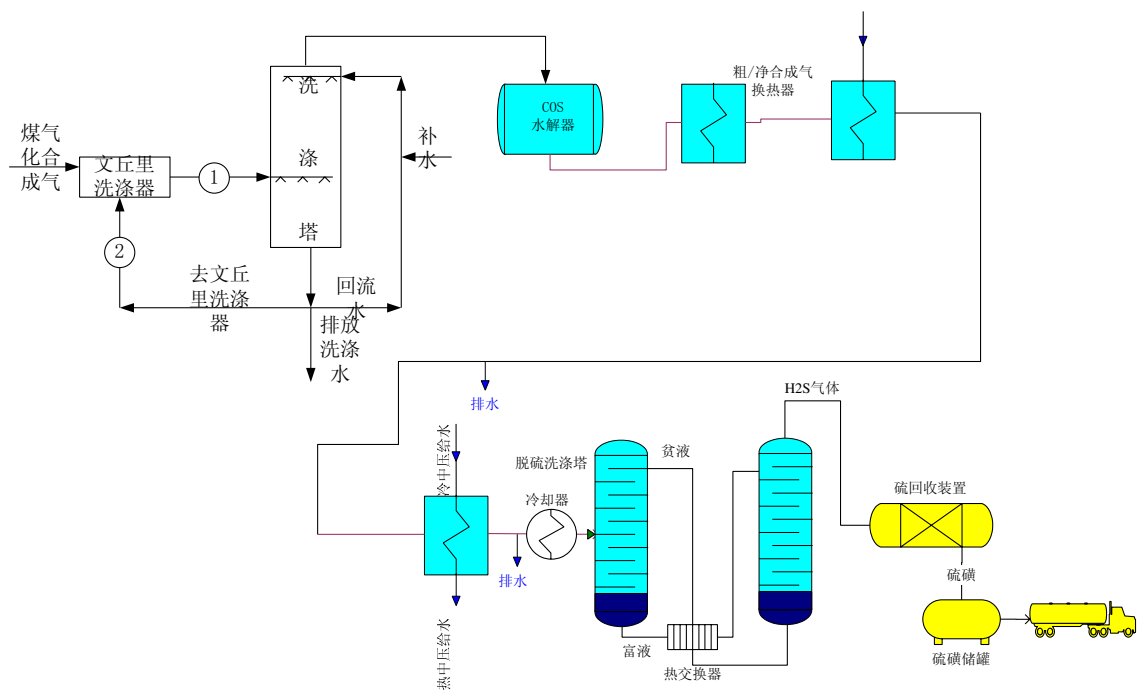 洗
涤
塔
COS
水解器
粗/净合成气
换热器
煤气
化合
成气
文丘里
洗涤器
1
补
水
2
去文丘
里洗涤
器
回流
水
排放
洗涤
水
排水
H2S气体
冷中压给水
脱硫洗涤塔
贫液
冷却器
硫回收装置
排水
硫磺
热中压给水
富液
热交换器
硫磺储罐